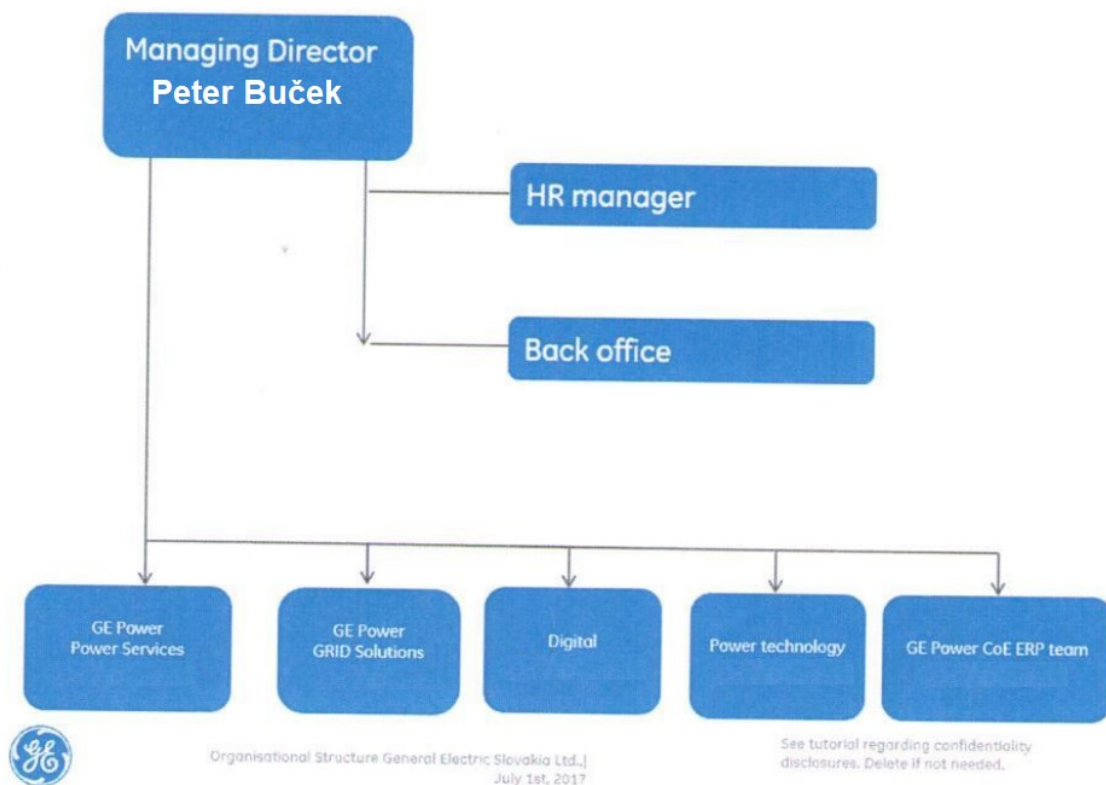 Managing Director
Peter Buček
HR manager
Back office
GE Power
Power Services
GE Power
GRID Solutions
Digital
Power technology
GE Power CoE ERP team
GE
Organisational Structure General Electric Slovakia Ltd.,|
July 1st, 2017
See tutorial regarding confidentiality
disclosures. Delete if not needed.